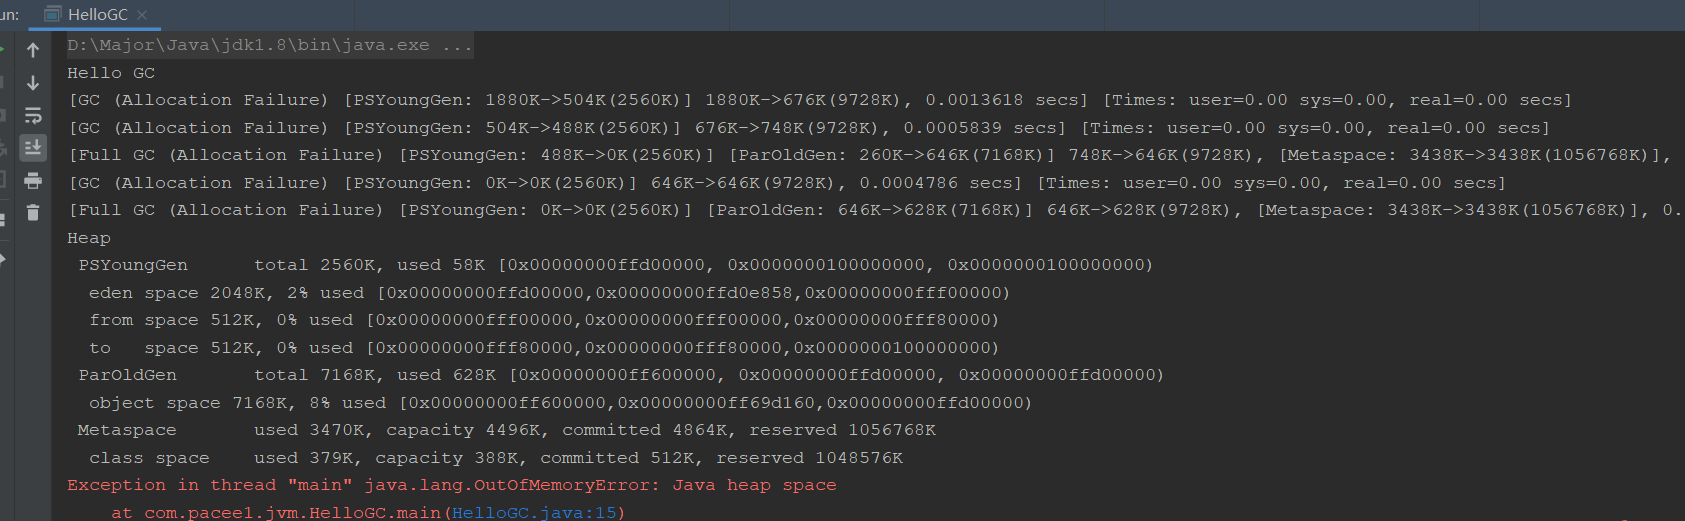 un: HelloGC ×
D:\Major\Java\jdk1.8\bin\java.exe ...
Hello GC
[GC (Allocation Failure) [PSYoungGen: 1880K->504K(2560K)] 1880K->676K(9728K), 0.0013618 secs] [Times: user=0.00 sys=0.00, real=0.00 secs]
[GC (Allocation Failure) [PSYoungGen: 504K->488K(2560K)] 676K->748K(9728K), 0.0005839 secs] [Times: user=0.00 sys=0.00, real=0.00 secs]
[Full GC (Allocation Failure) [PSYoungGen: 488K->0K(2560K)] [ParOldGen: 260K->646K(7168K)] 748K->646K(9728K), [Metaspace: 3438K->3438K(1056768K)],
[GC (Allocation Failure) [PSYoungGen: 0K->0K(2560K)] 646K->646K(9728K), 0.0004786 secs] [Times: user=0.00 sys=0.00, real=0.00 secs]
[Full GC (Allocation Failure) [PSYoungGen: 0K->0K(2560K)] [ParOldGen: 646K->628K(7168K)] 646K->628K(9728K), [Metaspace: 3438K->3438K(1056768K)], 0.
Heap
 PSYoungGen      total 2560K, used 58K [0x00000000ffd00000, 0x0000000100000000, 0x0000000100000000)
  eden space 2048K, 2% used [0x00000000ffd00000,0x00000000ffd0e858,0x00000000fff00000)
  from space 512K, 0% used [0x00000000fff00000,0x00000000fff00000,0x00000000fff80000)
  to   space 512K, 0% used [0x00000000fff80000,0x00000000fff80000,0x0000000100000000)
 ParOldGen       total 7168K, used 628K [0x00000000ff600000, 0x00000000ffd00000, 0x00000000ffd00000)
  object space 7168K, 8% used [0x00000000ff600000,0x00000000ff69d160,0x00000000ffd00000)
 Metaspace       used 3470K, capacity 4496K, committed 4864K, reserved 1056768K
  class space    used 379K, capacity 388K, committed 512K, reserved 1048576K
Exception in thread "main" java.lang.OutOfMemoryError: Java heap space
    at com.pacee1.jvm.HelloGC.main(HelloGC.java:15)